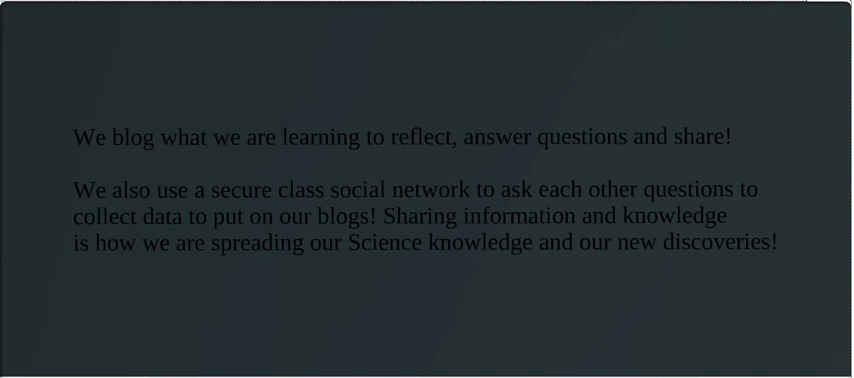 We blog what we are learning to reflect, answer questions and share!
We also use a secure class social network to ask each other questions to
collect data to put on our blogs! Sharing information and knowledge
is how we are spreading our Science knowledge and our new discoveries!